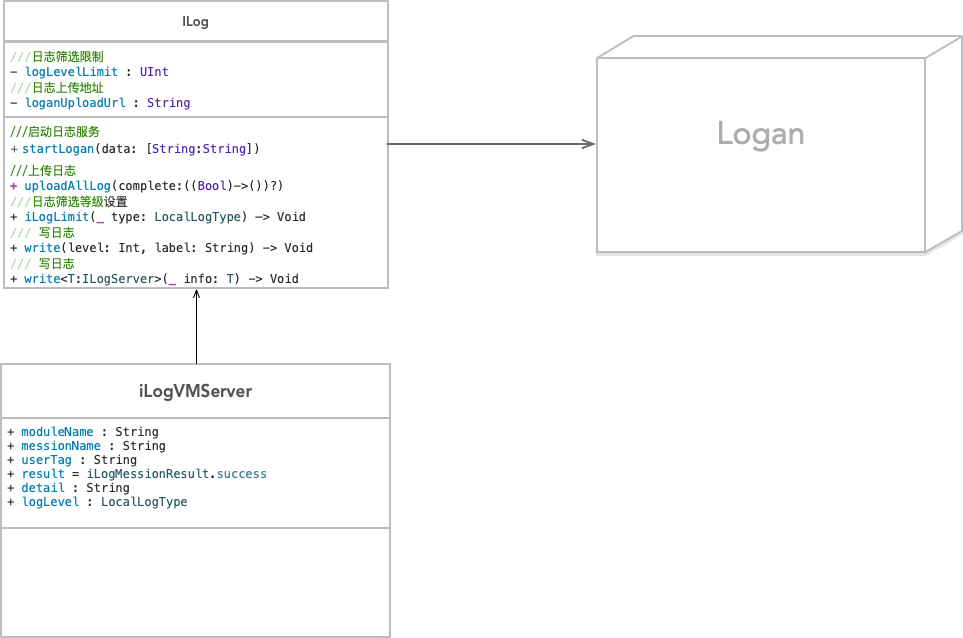 ILog
///日志筛选限制
- logLevelLimit : UInt
///日志上传地址
- loganUploadUrl : String
///启动日志服务
+ startLogan(data: [String:String])
///上传日志
+ uploadAllLog(complete:((Bool)->())?)
///日志筛选等级设置
+ iLogLimit(_ type: LocalLogType) -> Void
/// 写日志
+ write(level: Int, label: String) -> Void
/// 写日志
+ write<T:ILogServer>(_ info: T) -> Void
Logan
iLogVMServer
+ moduleName : String
+ messionName : String
+ userTag : String
+ result = iLogMessionResult.success
+ detail : String
+ logLevel : LocalLogType